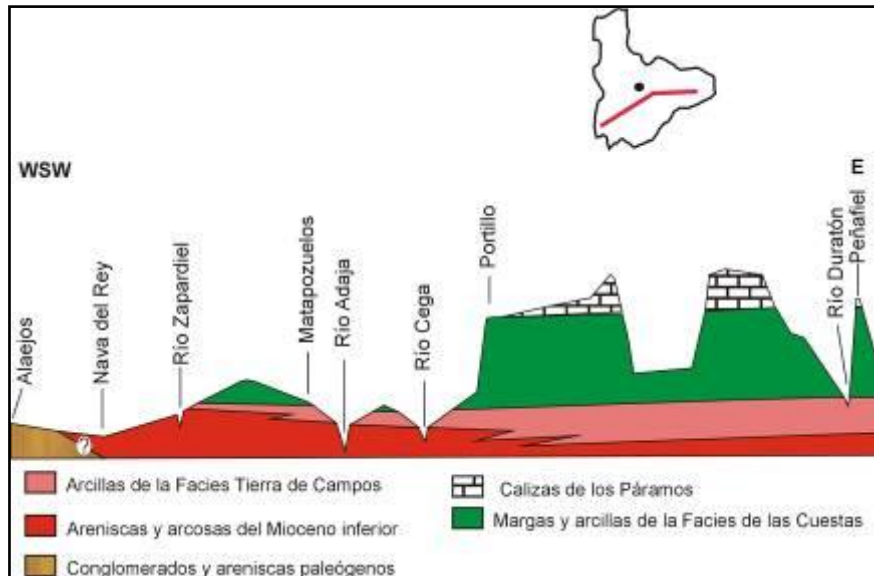 WSW
E
Alaejos
Nava del Rey
Río Zapardiel
Matapozuelos
Río Adaja
Río Cega
Portillo
Río Duratón
Peñafiel
?
Arcillas de la Facies Tierra de Campos
Areniscas y arcosas del Mioceno inferior
Conglomerados y areniscas paleógenos
Calizas de los Páramos
Margas y arcillas de la Facies de las Cuestas